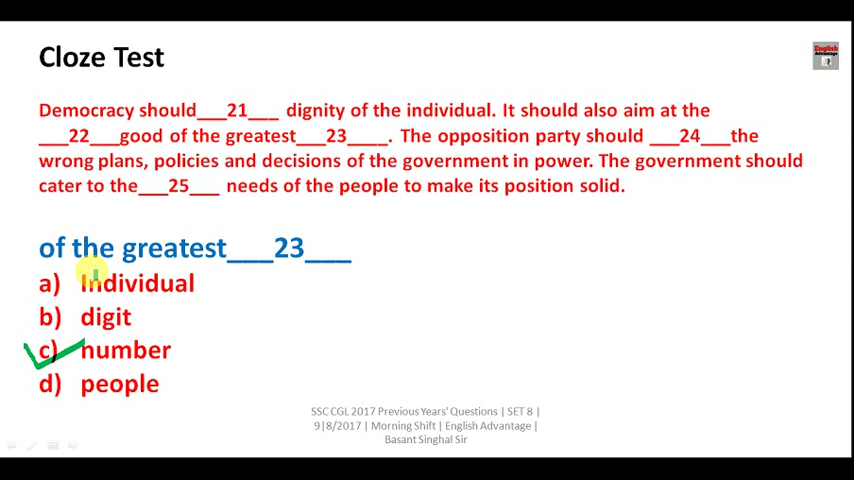 Cloze Test
English
Advantage
Democracy should___21___ dignity of the individual. It should also aim at the
___22___good of the greatest___23____. The opposition party should ___24___the
wrong plans, policies and decisions of the government in power. The government should
cater to the___25___ needs of the people to make its position solid.
of the greatest___23___
a) Individual
b) digit
c) number
d) people
SSC CGL 2017 Previous Years' Questions | SET 8 |
9|8/2017 | Morning Shift | English Advantage |
Basant Singhal Sir